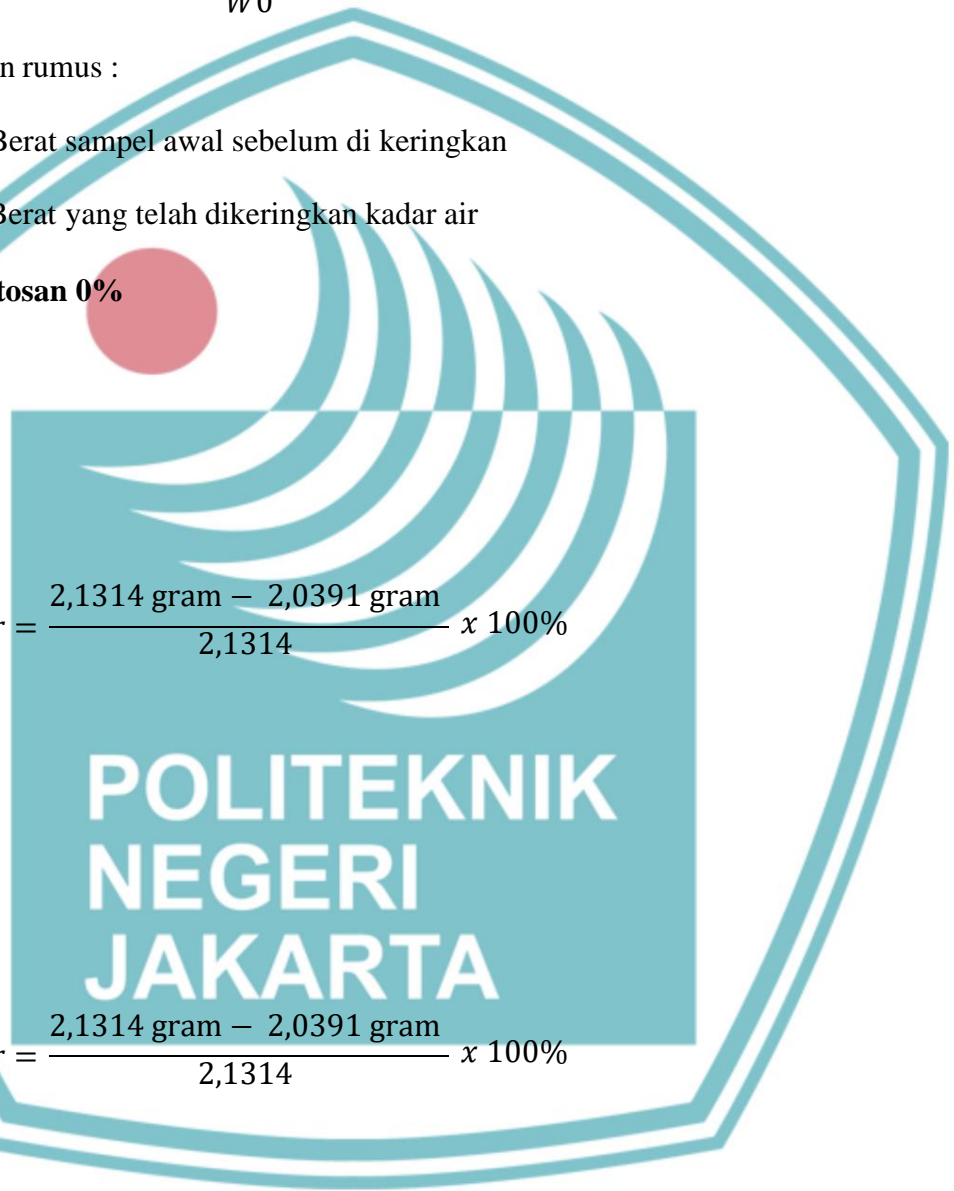 W0
n rumus :
Berat sampel awal sebelum di keringkan
Berat yang telah dikeringkan kadar air
tosan 0%
r = 2,1314 gram − 2,0391 gram / 2,1314 x 100%
POLITEKNIK
NEGERI
JAKARTA
r = 2,1314 gram − 2,0391 gram / 2,1314 x 100%